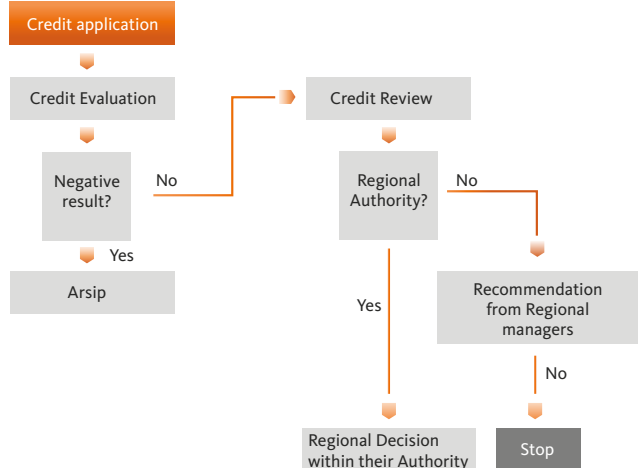 Credit application
Credit Evaluation
Negative
result?
No
Yes
Arsip
Credit Review
Regional
Authority?
No
Yes
Recommendation
from Regional
managers
No
Regional Decision
within their Authority
Stop